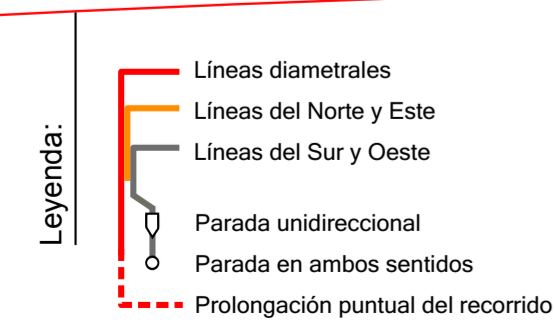 Leyenda:
Líneas diametrales
Líneas del Norte y Este
Líneas del Sur y Oeste
Parada unidireccional
Parada en ambos sentidos
Prolongación puntual del recorrido